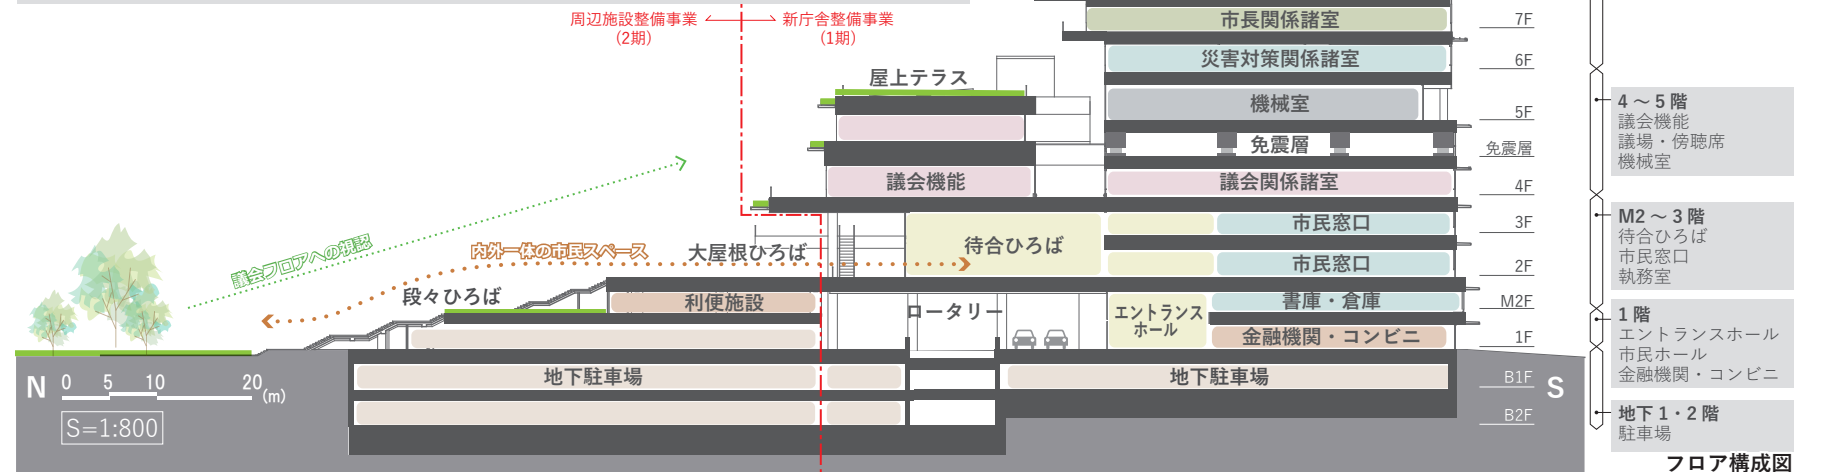 周辺施設整備事業
(2期)
新庁舎整備事業
(1期)
市長関係諸室
7F
災害対策関係諸室
6F
屋上テラス
機械室
5F
免震層
免震層
議会機能
議会関係諸室
4F
市民窓口
3F
待合ひろば
大屋根ひろば
内外一体の市民スペース
議会フロアへの視認
市民窓口
2F
段々ひろば
利便施設
ロータリー
エントランス
ホール
書庫・倉庫
M2F
金融機関・コンビニ
1F
地下駐車場
地下駐車場
B1F
B2F
N
0 5 10 20(m)
S=1:800
S
4～5階
議会機能
議場・傍聴席
機械室
M2～3階
待合ひろば
市民窓口
執務室
1階
エントランスホール
市民ホール
金融機関・コンビニ
地下1・2階
駐車場
フロア構成図